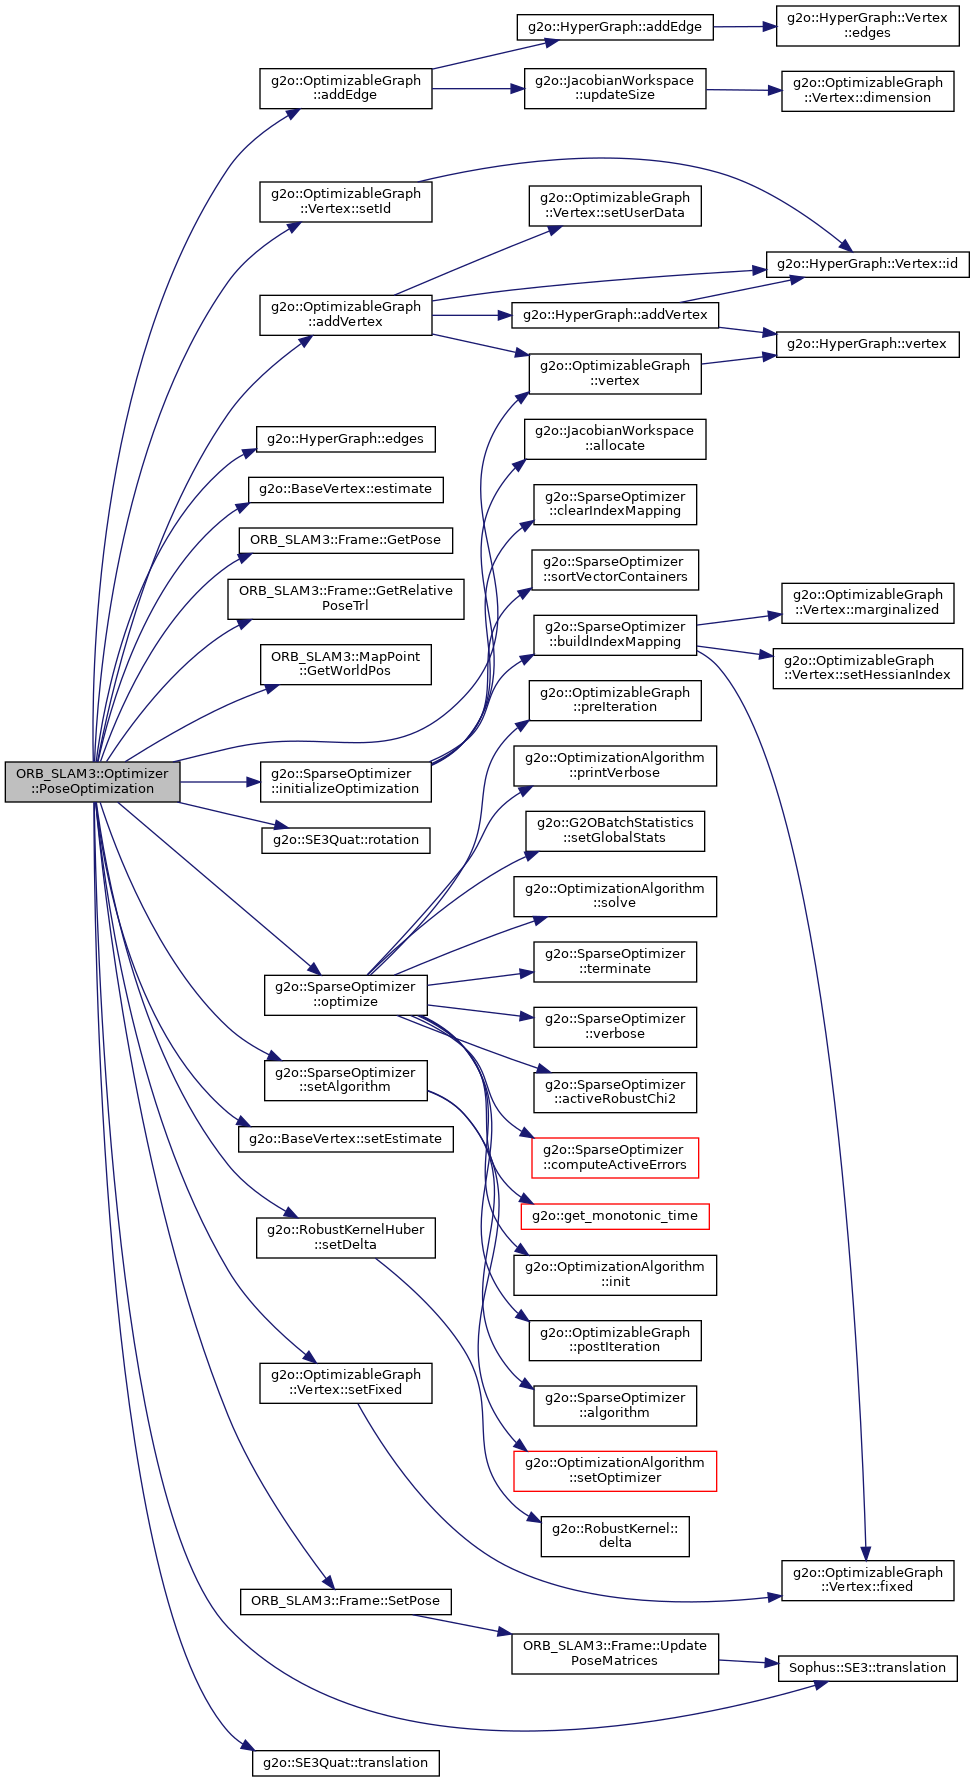 g2o::HyperGraph::Vertex
::edges
g2o::HyperGraph::addEdge
g2o::OptimizableGraph
::addEdge
g2o::JacobianWorkspace
::updateSize
g2o::OptimizableGraph
::Vertex::dimension
g2o::OptimizableGraph
::Vertex::setId
g2o::OptimizableGraph
::Vertex::setUserData
g2o::HyperGraph::Vertex::id
g2o::OptimizableGraph
::addVertex
g2o::HyperGraph::addVertex
g2o::HyperGraph::vertex
g2o::OptimizableGraph
::vertex
g2o::HyperGraph::edges
g2o::JacobianWorkspace
::allocate
g2o::BaseVertex::estimate
g2o::SparseOptimizer
::clearIndexMapping
ORB_SLAM3::Frame::GetPose
g2o::SparseOptimizer
::sortVectorContainers
ORB_SLAM3::Frame::GetRelative
PoseTrl
g2o::OptimizableGraph
::Vertex::marginalized
g2o::SparseOptimizer
::buildIndexMapping
ORB_SLAM3::MapPoint
::GetWorldPos
g2o::OptimizableGraph
::Vertex::setHessianIndex
g2o::OptimizableGraph
::preIteration
ORB_SLAM3::Optimizer
::PoseOptimization
g2o::SparseOptimizer
::initializeOptimization
g2o::OptimizationAlgorithm
::printVerbose
g2o::SE3Quat::rotation
g2o::G2OBatchStatistics
::setGlobalStats
g2o::OptimizationAlgorithm
::solve
g2o::SparseOptimizer
::terminate
g2o::SparseOptimizer
::optimize
g2o::SparseOptimizer
::verbose
g2o::SparseOptimizer
::setAlgorithm
g2o::SparseOptimizer
::activeRobustChi2
g2o::BaseVertex::setEstimate
g2o::SparseOptimizer
::computeActiveErrors
g2o::get_monotonic_time
g2o::RobustKernelHuber
::setDelta
g2o::OptimizationAlgorithm
::init
g2o::OptimizableGraph
::postIteration
g2o::OptimizableGraph
::Vertex::setFixed
g2o::SparseOptimizer
::algorithm
g2o::OptimizationAlgorithm
::setOptimizer
g2o::RobustKernel::
delta
g2o::OptimizableGraph
::Vertex::fixed
ORB_SLAM3::Frame::SetPose
ORB_SLAM3::Frame::Update
PoseMatrices
Sophus::SE3::translation
g2o::SE3Quat::translation